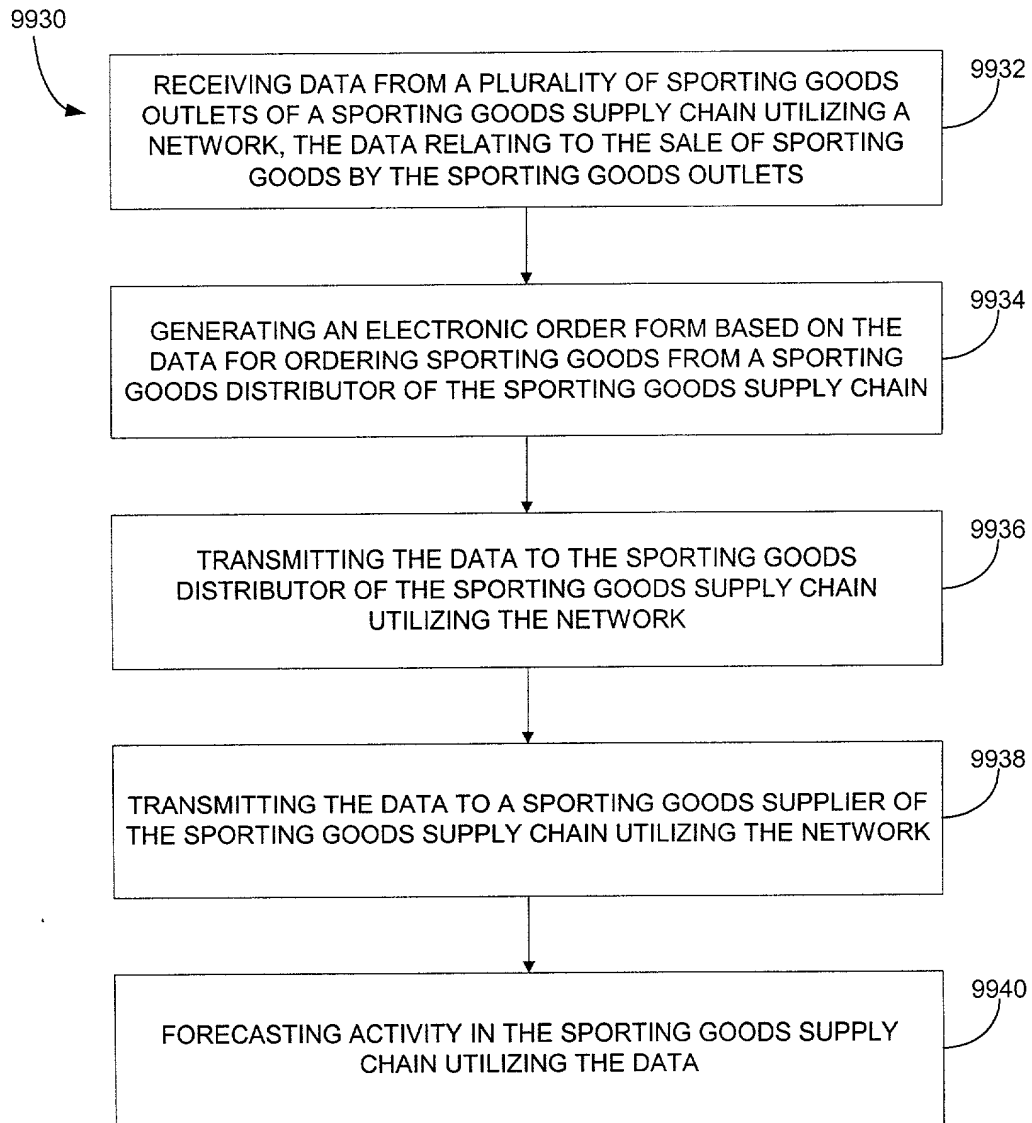 9930
RECEIVING DATA FROM A PLURALITY OF SPORTING GOODS
OUTLETS OF A SPORTING GOODS SUPPLY CHAIN UTILIZING A
NETWORK, THE DATA RELATING TO THE SALE OF SPORTING
GOODS BY THE SPORTING GOODS OUTLETS
9932
GENERATING AN ELECTRONIC ORDER FORM BASED ON THE
DATA FOR ORDERING SPORTING GOODS FROM A SPORTING
GOODS DISTRIBUTOR OF THE SPORTING GOODS SUPPLY CHAIN
9934
TRANSMITTING THE DATA TO THE SPORTING GOODS
DISTRIBUTOR OF THE SPORTING GOODS SUPPLY CHAIN
UTILIZING THE NETWORK
9936
TRANSMITTING THE DATA TO A SPORTING GOODS SUPPLIER OF
THE SPORTING GOODS SUPPLY CHAIN UTILIZING THE NETWORK
9938
FORECASTING ACTIVITY IN THE SPORTING GOODS SUPPLY
CHAIN UTILIZING THE DATA
9940